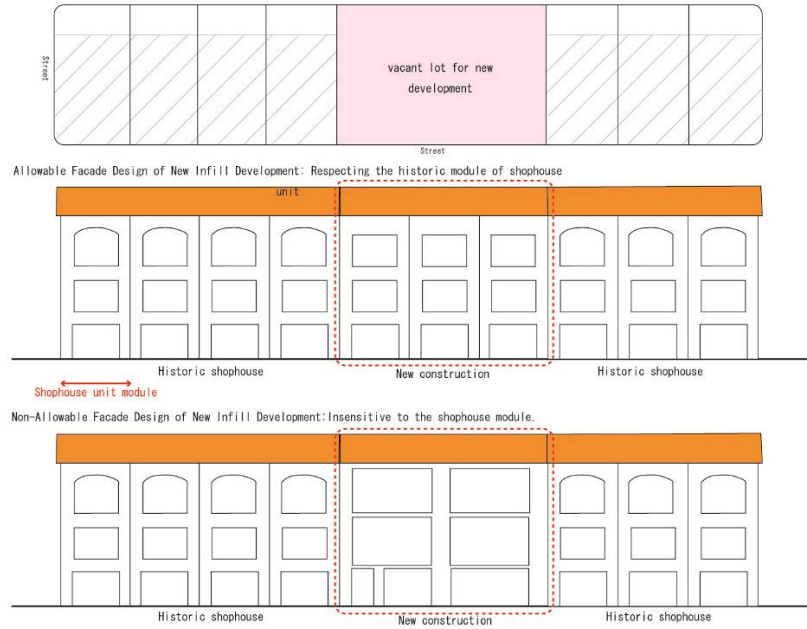 Street
vacant lot for new
development
Street
Allowable Facade Design of New Infill Development: Respecting the historic module of shophouse
unit
Historic shophouse
New construction
Historic shophouse
Shophouse unit module
Non-Allowable Facade Design of New Infill Development:Insensitive to the shophouse module.
Historic shophouse
New construction
Historic shophouse